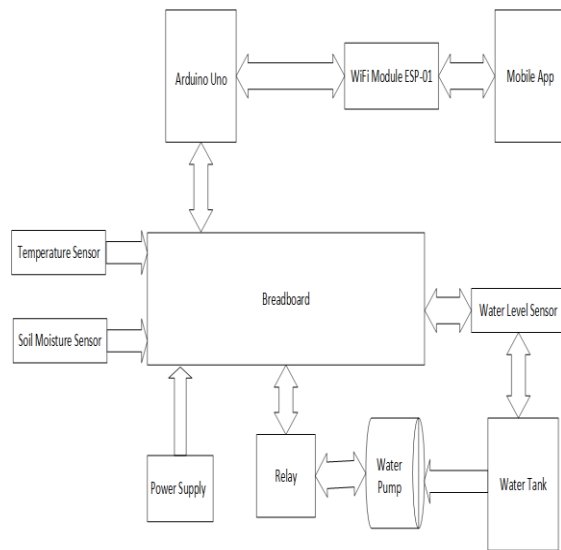 Arduino Uno
WiFi Module ESP-01
Mobile App
Temperature Sensor
Breadboard
Water Level Sensor
Soil Moisture Sensor
Power Supply
Relay
Water
Pump
Water Tank